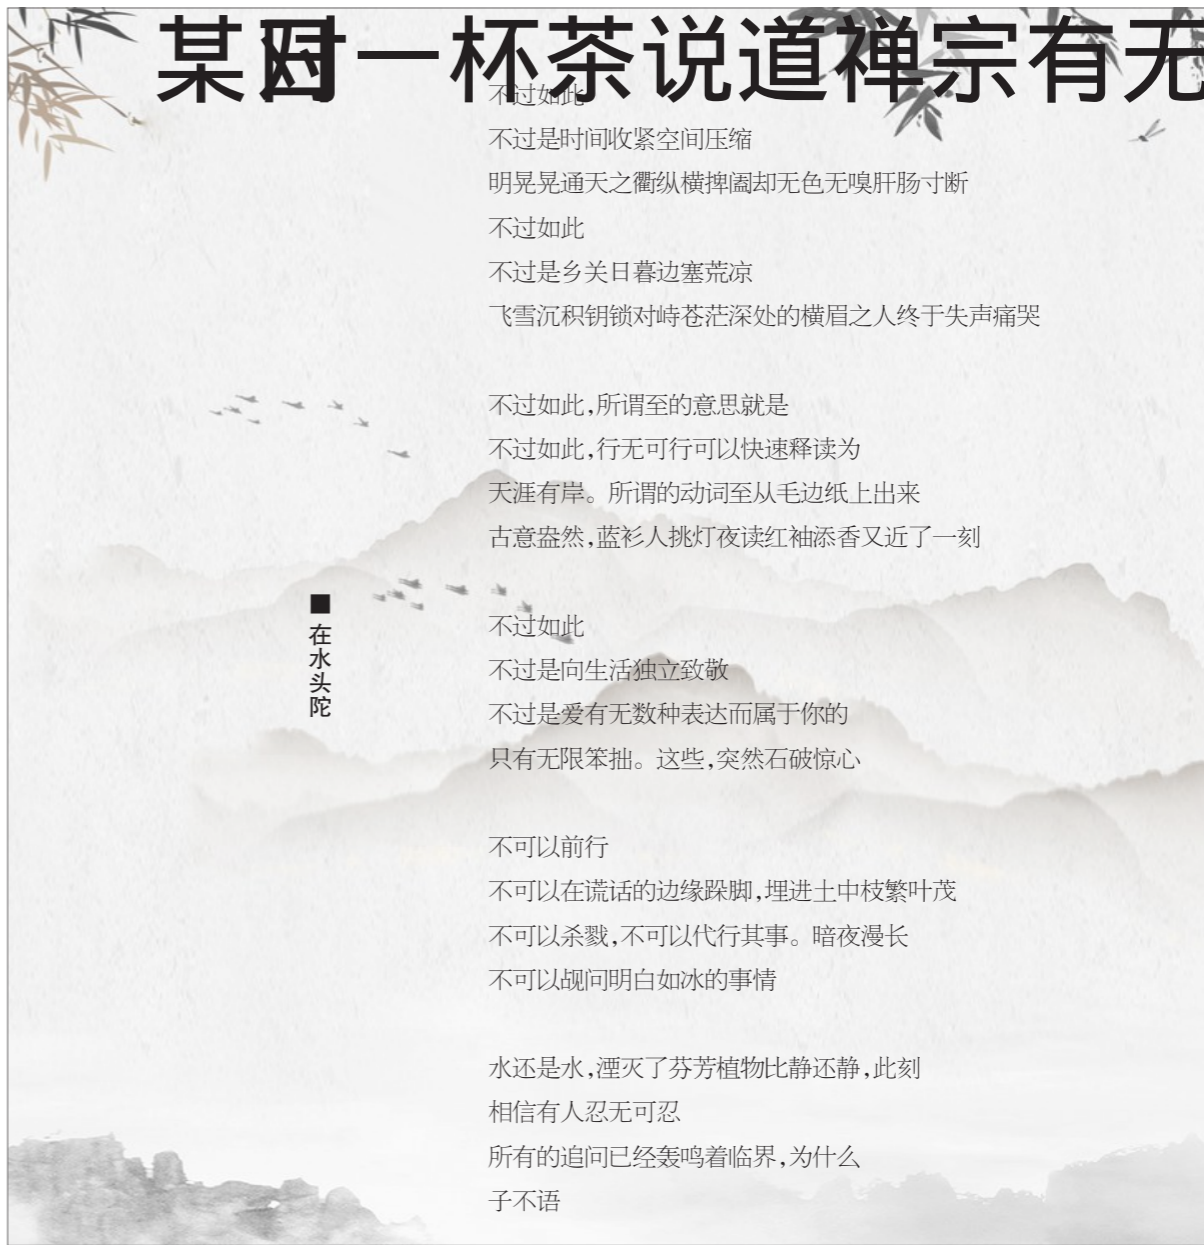 某日对一杯茶说道禅宗有无
■在水头陀
不过如此
不过是时间收紧空间压缩
明晃晃通天之衢纵横捭阖却无色无嗅肝肠寸断
不过如此
不过是乡关日暮边塞荒凉
飞雪沉积钥锁对峙苍茫深处的横眉之人终于失声痛哭
不过如此,所谓至的意思就是
不过如此,行无可行可以快速释读为
天涯有岸。所谓的动词至从毛边纸上出来
古意盎然,蓝衫人挑灯夜读红袖添香又近了一刻
不过如此
不过是向生活独立致敬
不过是爱有无数种表达而属于你的
只有无限笨拙。这些,突然石破惊心
不可以前行
不可以在谎话的边缘跺脚,埋进土中枝繁叶茂
不可以杀戮,不可以代行其事。暗夜漫长
不可以觇问明白如冰的事情
水还是水,湮灭了芬芳植物比静还静,此刻
相信有人忍无可忍
所有的追问已经轰鸣着临界,为什么
子不语